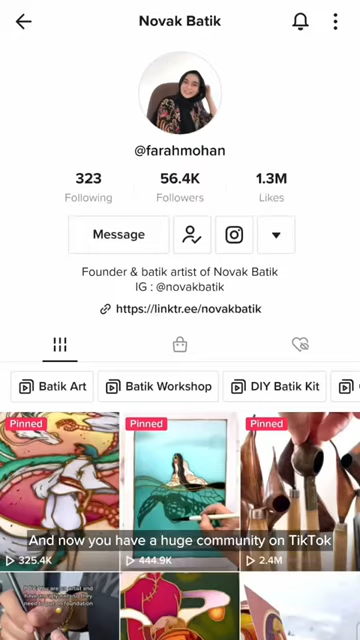 Novak Batik
@farahmohan
323
56.4K
1.3M
Following
Followers
Likes
Message
Founder & batik artist of Novak Batik
IG : @novakbatik
https://linktr.ee/novakbatik
Batik Art
Batik Workshop
DIY Batik Kit
Pinned
Pinned
Pinned
And now you have a huge community on TikTok
325.4K
444.9K
2.4M